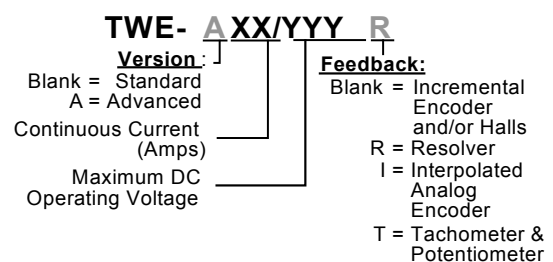 TWE- AXX/YYY R
Version :
Blank = Standard
A = Advanced
Continuous Current
(Amps)
Maximum DC
Operating Voltage
Feedback:
Blank = Incremental
Encoder
and/or Halls
R = Resolver
I = Interpolated
Analog
Encoder
T = Tachometer &
Potentiometer